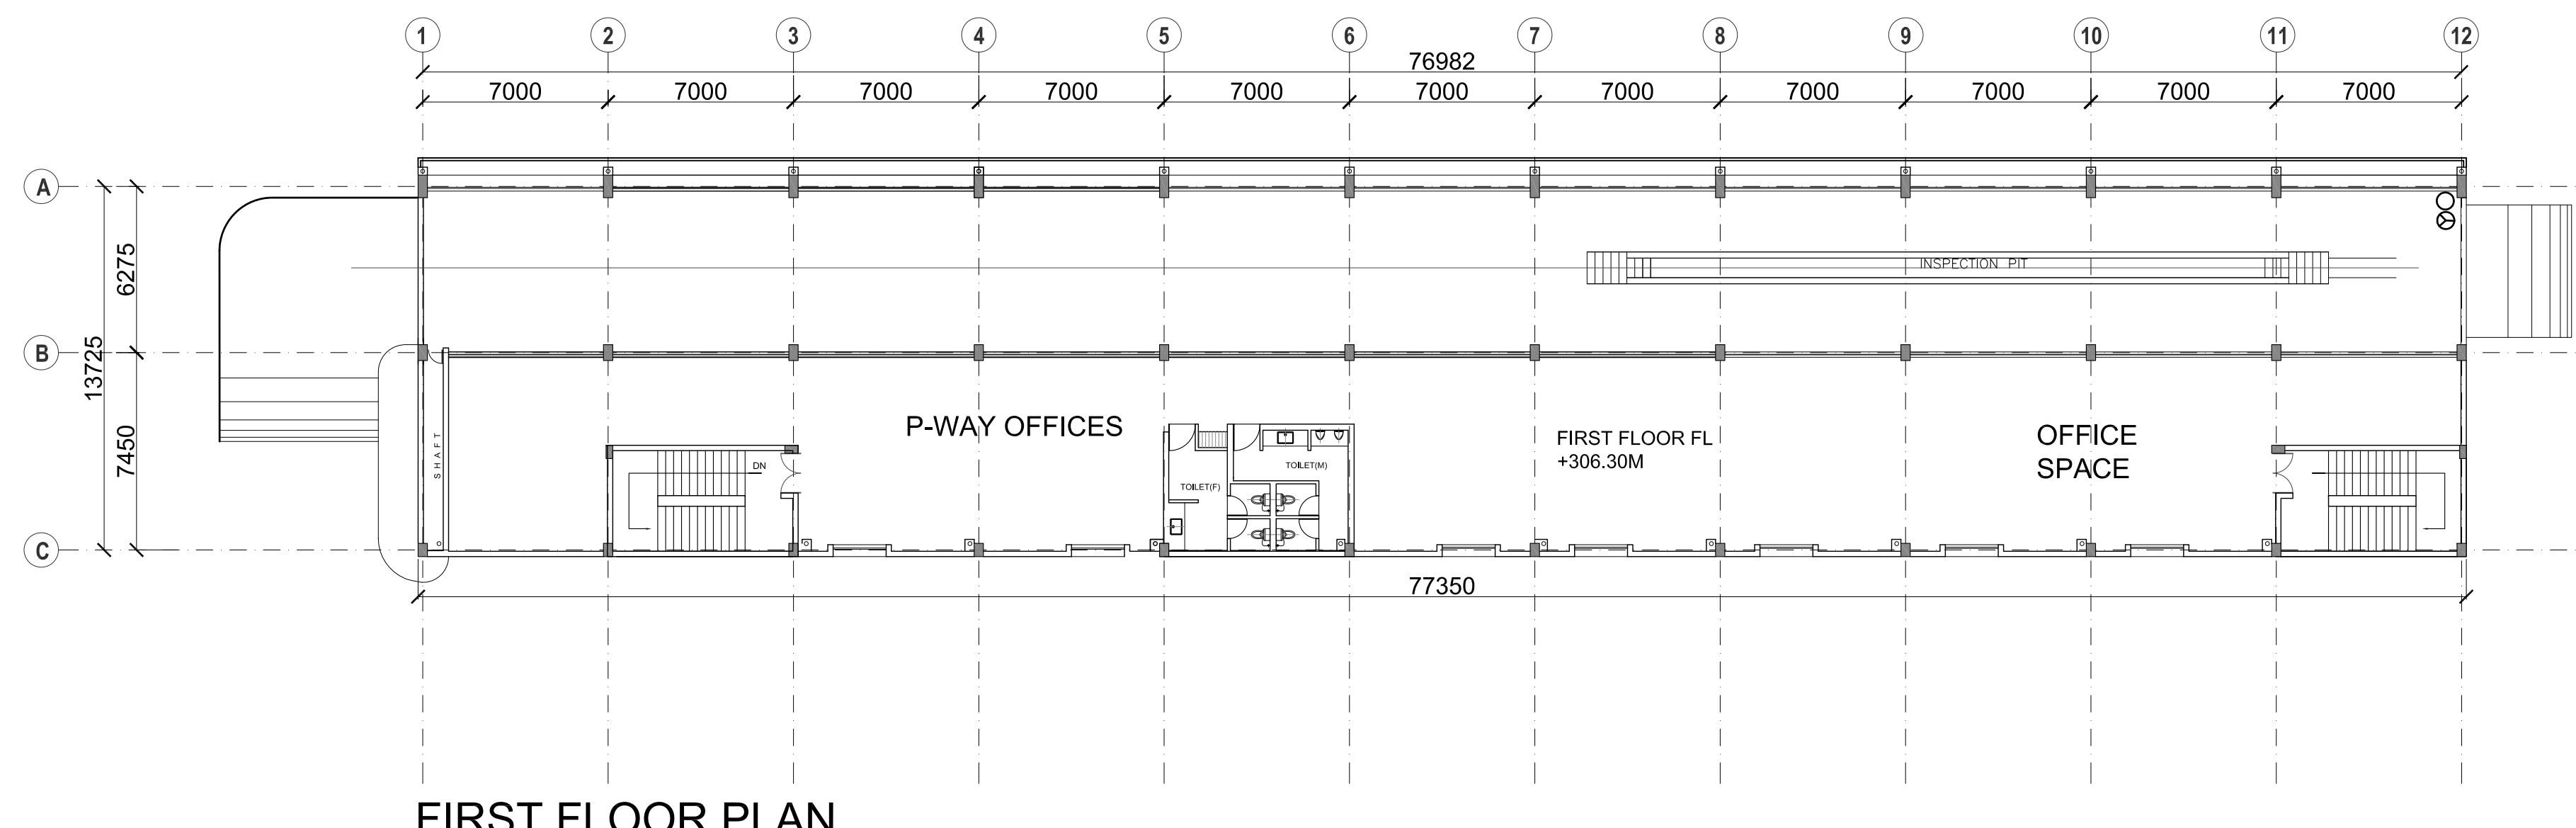 1 2 3 4 5 6 7 8 9 10 11 12
76982
7000 7000 7000 7000 7000 7000 7000 7000 7000 7000 7000
A
6275
INSPECTION PIT
B
13725
7450
P-WAY OFFICES
SHAFT
DN
TOILET(M)
TOILET(F)
FIRST FLOOR FL
+306.30M
OFFICE
SPACE
C
77350
FIRST FLOOR PLAN